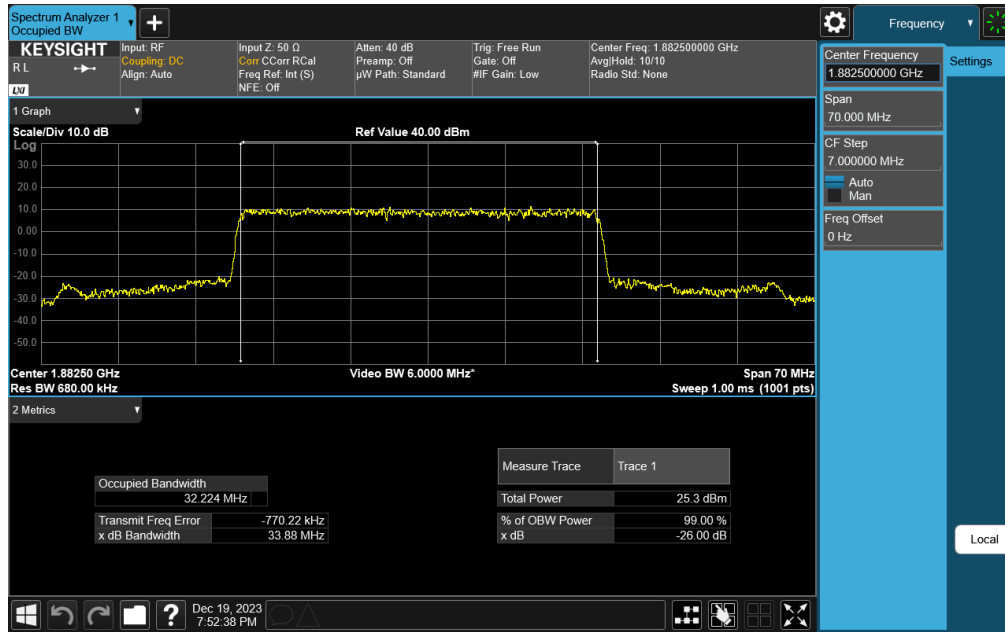 Spectrum Analyzer 1
Occupied BW
+
Frequency
KEYSIGHT
R L
LXI
Input: RF
Coupling: DC
Align: Auto
Input Z: 50 Ω
Corr CCorr RCal
Freq Ref: Int (S)
NFE: Off
Atten: 40 dB
Preamp: Off
µW Path: Standard
Trig: Free Run
Gate: Off
#IF Gain: Low
Center Freq: 1.882500000 GHz
Avg|Hold: 10/10
Radio Std: None
Center Frequency
1.882500000 GHz
Settings
Span
70.000 MHz
CF Step
7.000000 MHz
Auto
Man
Freq Offset
0 Hz
1 Graph
Scale/Div 10.0 dB
Ref Value 40.00 dBm
Log
30.0
20.0
10.0
0.00
-10.0
-20.0
-30.0
-40.0
-50.0
Center 1.88250 GHz
Video BW 6.0000 MHz*
Span 70 MHz
Res BW 680.00 kHz
Sweep 1.00 ms (1001 pts)
2 Metrics
Occupied Bandwidth
32.224 MHz
Transmit Freq Error -770.22 kHz
x dB Bandwidth 33.88 MHz
Measure Trace Trace 1
Total Power 25.3 dBm
% of OBW Power 99.00 %
x dB -26.00 dB
Local
?
Dec 19, 2023
7:52:38 PM